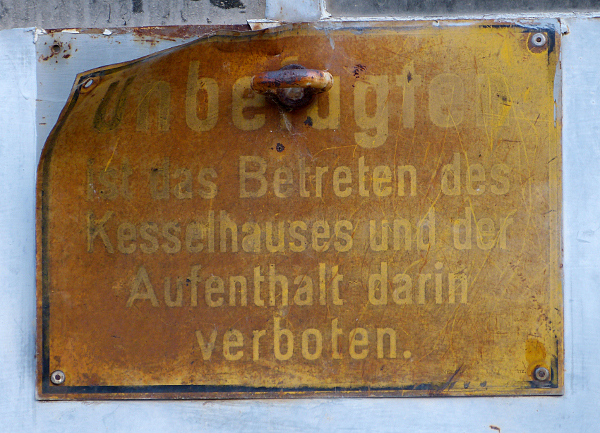 Unbefugten
ist das Betreten des
Kesselhauses und der
Aufenthalt darin
verboten.